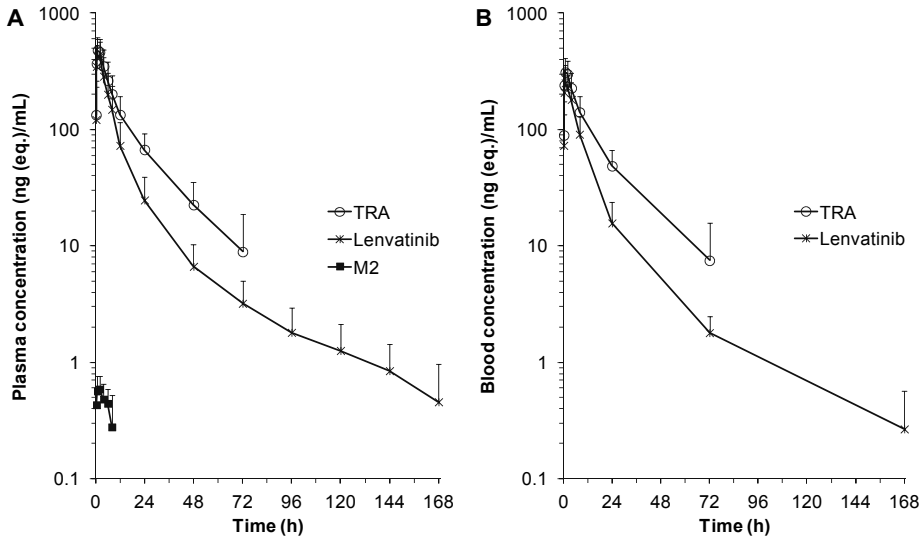 A
Plasma concentration (ng (eq.)/mL)
1000
100
10
1
0.1
0 24 48 72 96 120 144 168
Time (h)
TRA
Lenvatinib
M2
B
Blood concentration (ng (eq.)/mL)
1000
100
10
1
0.1
0 24 48 72 96 120 144 168
Time (h)
TRA
Lenvatinib